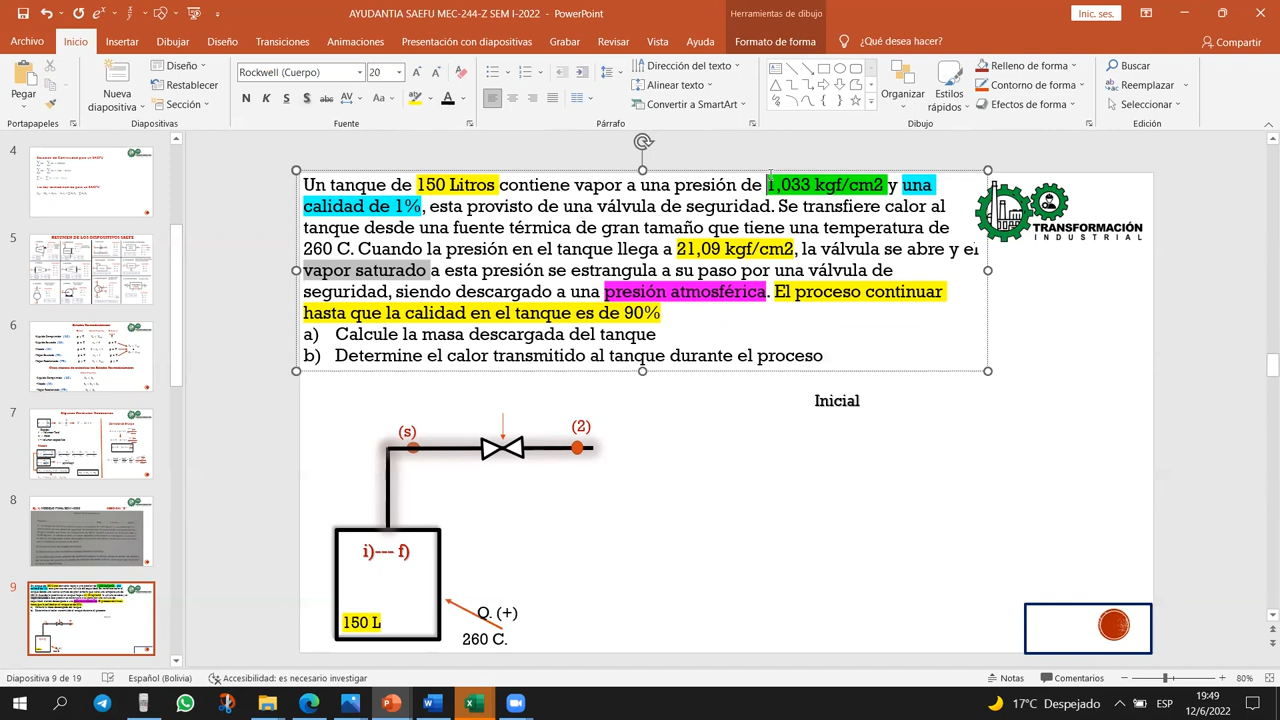 AYUDANTIA SAEFU MEC-244-Z SEM I-2022 - PowerPoint
Herramientas de dibujo
Inic. ses.
Archivo Inicio Insertar Dibujar Diseño Transiciones Animaciones Presentación con diapositivas Grabar Revisar Vista Ayuda Formato de forma ¿Qué desea hacer? Compartir
Pegar
Nueva diapositiva
Diseño
Restablecer
Sección
Rockwell (Cuerpo) 20
N K S S abc AV Aa A
Dirección del texto
Alinear texto
Convertir a SmartArt
Organizar
Estilos rápidos
Relleno de forma
Contorno de forma
Efectos de forma
Buscar
Reemplazar
Seleccionar
Portapapeles Diapositivas Fuente Párrafo Dibujo Edición
4
7
8
9
Un tanque de 150 Litros contiene vapor a una presión de 1,033 kgf/cm2 y una
calidad de 1%, esta provisto de una válvula de seguridad. Se transfiere calor al
tanque desde una fuente térmica de gran tamaño que tiene una temperatura de
260 C. Cuando la presión en el tanque llega a 21,09 kgf/cm2, la válvula se abre y el
vapor saturado a esta presión se estrangula a su paso por una válvula de
seguridad, siendo descargado a una presión atmosférica. El proceso continuar
hasta que la calidad en el tanque es de 90%
a) Calcule la masa descargada del tanque
b) Determine el calor transmitido al tanque durante el proceso
TRANSFORMACIÓN
INDUSTRIAL
Inicial
(s)
(2)
i)--- f)
150 L
Q. (+)
260 C.
Diapositiva 9 de 19 Español (Bolivia) Accesibilidad: es necesario investigar Notas Comentarios 80%
17°C Despejado ESP 19:49
12/6/2022